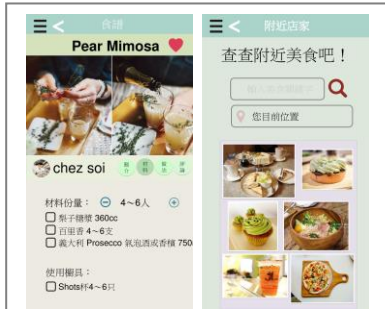 食譜
Pear Mimosa
chez soi
材料份量： 4～6人
梨子糖漿 360cc
百里香 4～6支
義大利 Prosecco 氣泡酒或香檳 750
使用櫥具：
Shots杯4～6只
附近店家
查查附近美食吧！
您目前位置